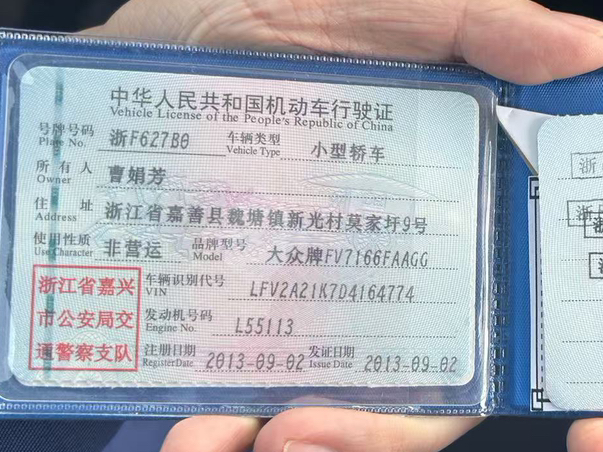 中华人民共和国机动车行驶证
Vehicle License of the People's Republic of China
号牌号码 浙F627B0 车辆类型 小型轿车
Plate No. Vehicle Type
所有人 曹娟芳
Owner
住址 浙江省嘉善县魏塘镇新光村莫家圩9号
Address
使用性质 非营运 品牌型号 大众牌FV7166FAAGG
Use Character Model
浙江省嘉兴
市公安局交
通警察支队
车辆识别代号 LFV2A21K7D4164774
VIN
发动机号码 L55113
Engine No.
注册日期 2013-09-02 发证日期 2013-09-02
Register Date Issue Date